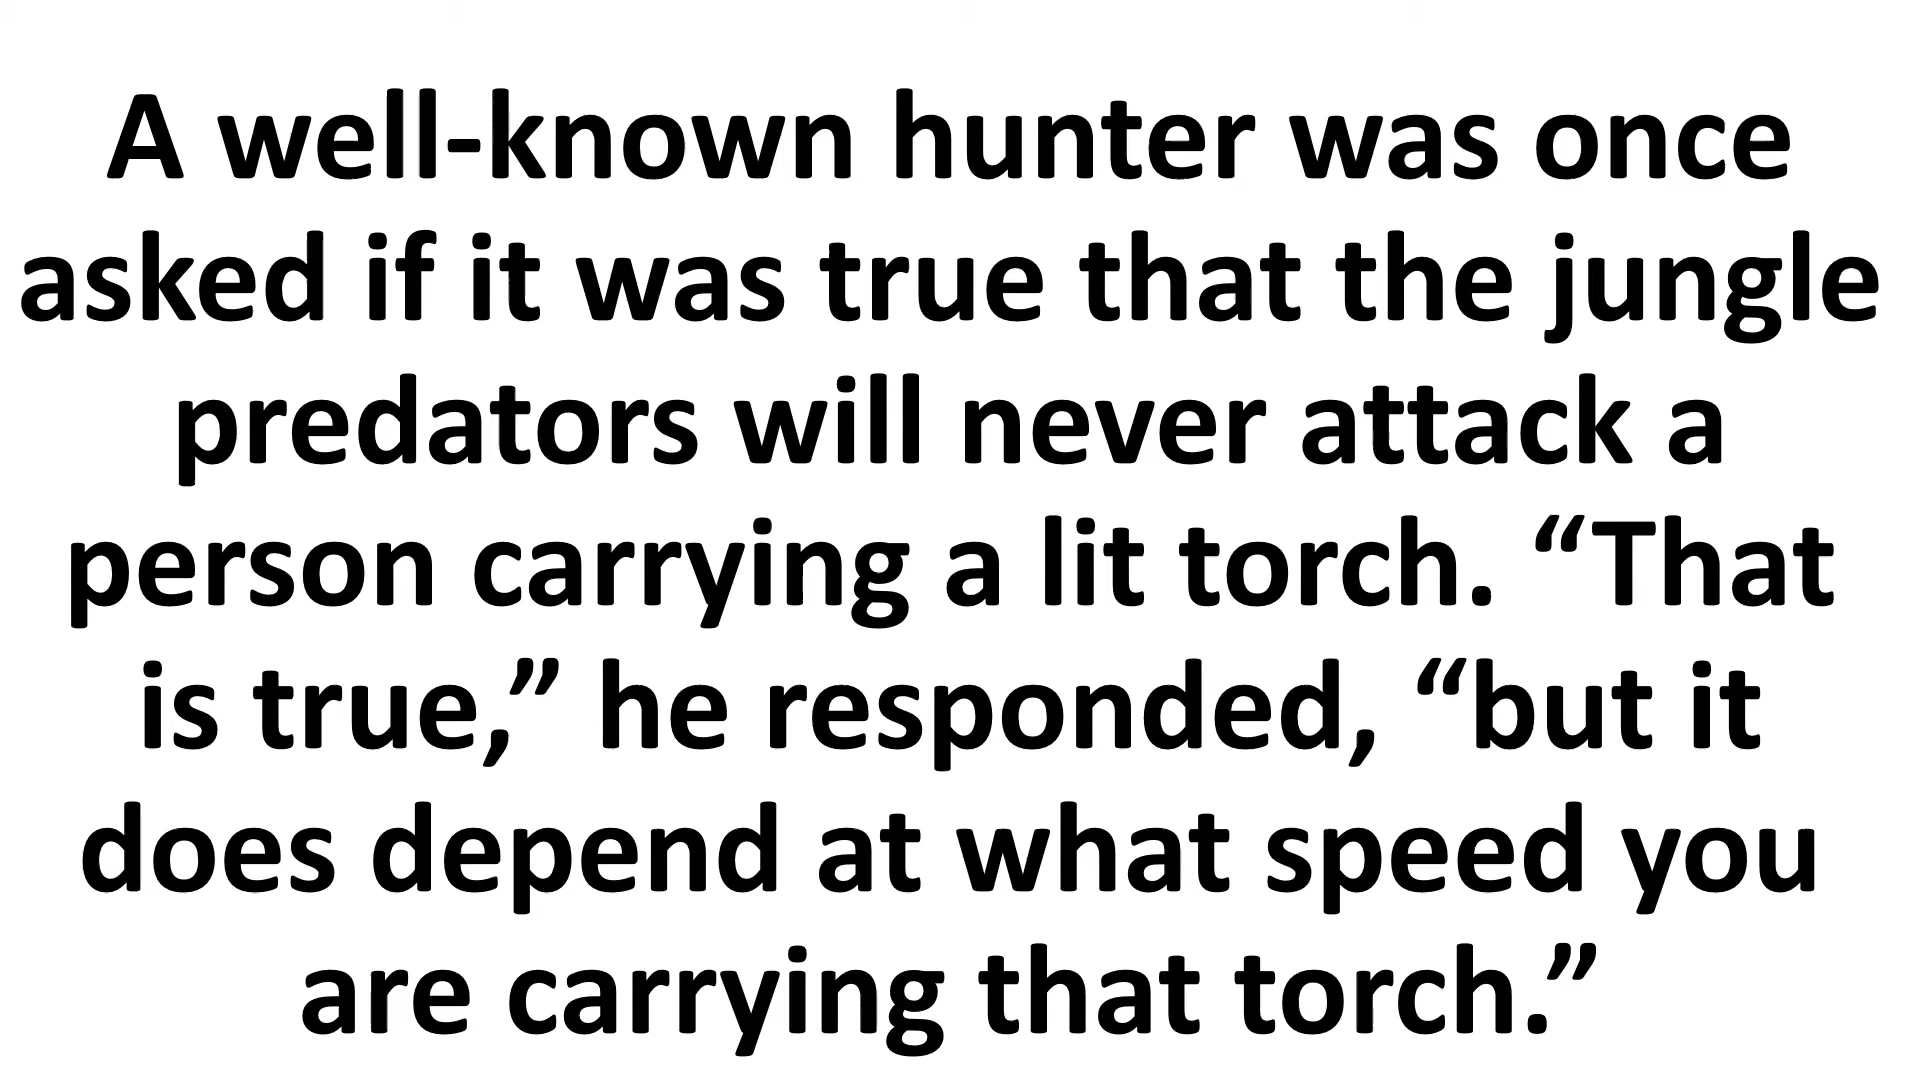 A well-known hunter was once
asked if it was true that the jungle
predators will never attack a
person carrying a lit torch. “That
is true,” he responded, “but it
does depend at what speed you
are carrying that torch.”